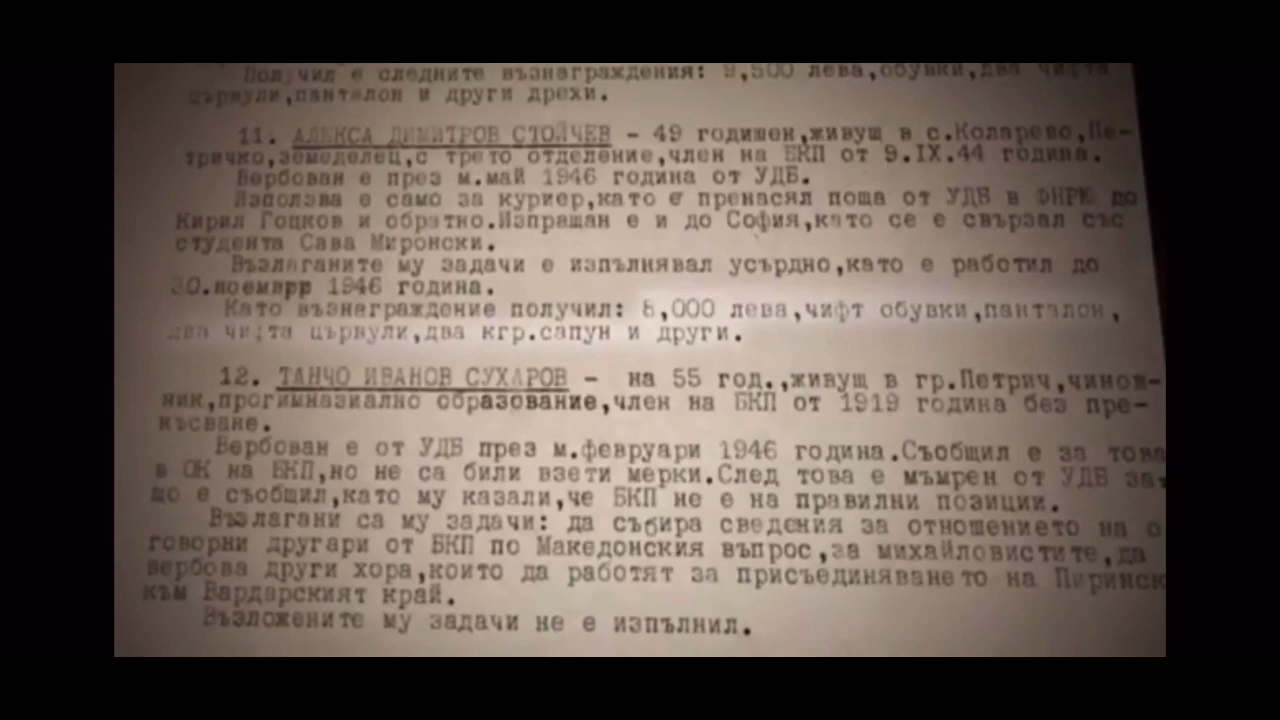 Получил е следните възнаграждения: 9,500 лева,обувки,два чифта
цървули,панталон и други дрехи.
11. АЛЕКСА ДИМИТРОВ СТОЙЧЕВ - 49 годишен,живущ в с.Коларево,Пе-
тричко,земеделец,с трето отделение,член на БКП от 9.IX.44 година.
Вербован е през м.май 1946 година от УДБ.
Използва е само за куриер,като е пренасял поща от УДБ в ФНРЮ до
Кирил Гоцков и обратно.Изпращан е и до София,като се е свързал със
студента Сава Миронски.
Възлаганите му задачи е изпълнявал усърдно,като е работил до
30.ноемврр 1946 година.
Като възнаграждение получил: 8,000 лева,чифт обувки,панталон,
два чифта цървули,два кгр.сапун и други.
12. ТАНЧО ИВАНОВ СУХАРОВ - на 55 год.,живущ в гр.Петрич,чинов-
ник,прогимназиално образование,член на БКП от 1919 година без пре-
късване.
Вербован е от УДБ през м.февруари 1946 година.Съобщил е за това
в ОК на БКП,но не са били взети мерки.След това е мъмрен от УДБ за
що е съобщил,като му казали,че БКП не е на правилни позиции.
Възлагани са му задачи: да събира сведения за отношението на о
говорни другари от БКП по Македонския въпрос,за михайловистите,да
вербова други хора,които да работят за присъединяването на Пиринск
към Вардарският край.
Възложените му задачи не е изпълнил.